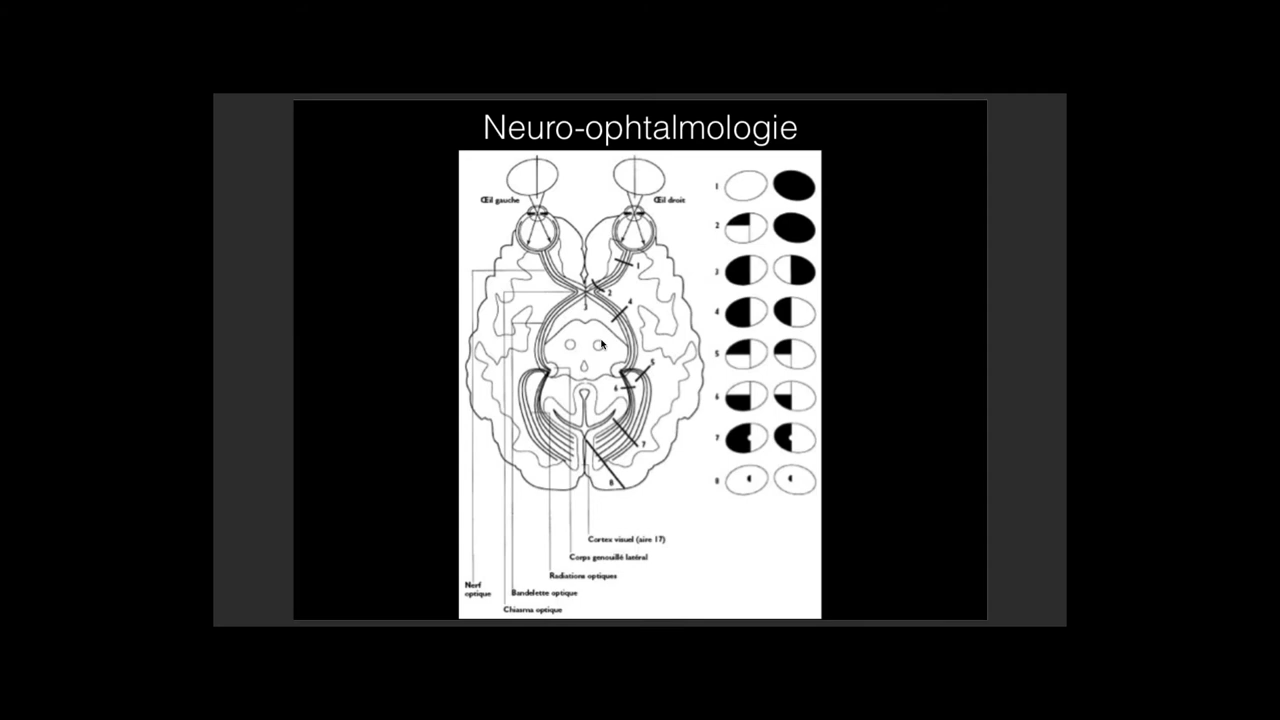 Neuro-ophtalmologie
Œil gauche
Œil droit
1
2
3
4
5
6
7
8
1
2
3
4
5
6
7
8
Cortex visuel (aire 17)
Corps genouillé latéral
Radiations optiques
Nerf
optique
Bandelette optique
Chiasma optique